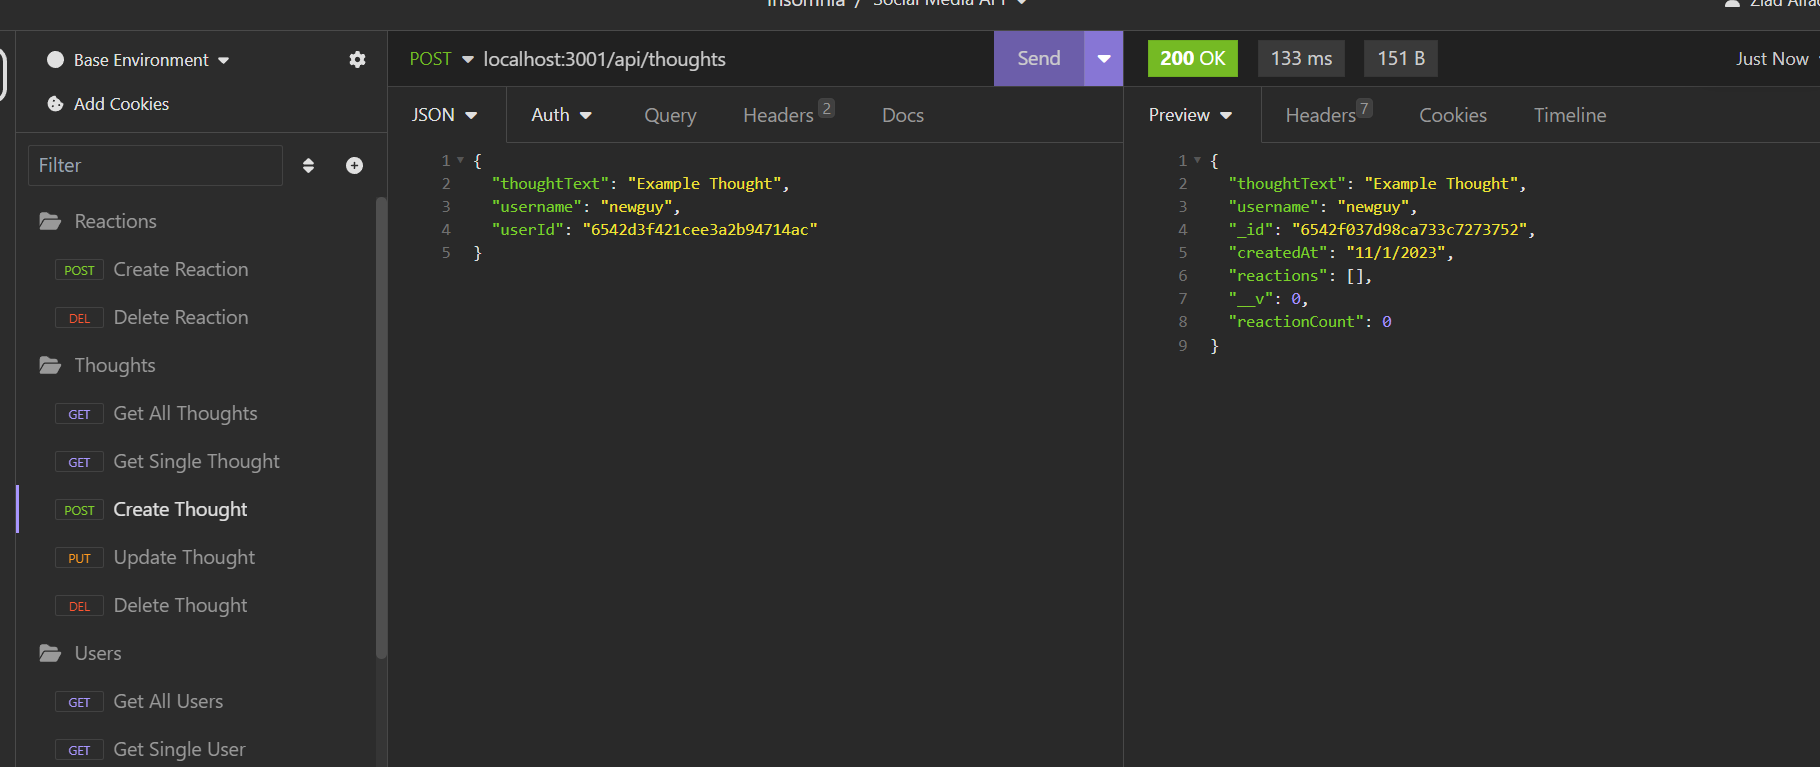 Insomnia / Social Media API
Ziad
Base Environment
Add Cookies
Filter
Reactions
POST Create Reaction
DEL Delete Reaction
Thoughts
GET Get All Thoughts
GET Get Single Thought
POST Create Thought
PUT Update Thought
DEL Delete Thought
Users
GET Get All Users
GET Get Single User
POST localhost:3001/api/thoughts Send
JSON Auth Query Headers 2 Docs
1 {
2 "thoughtText": "Example Thought",
3 "username": "newguy",
4 "userId": "6542d3f421cee3a2b94714ac"
5 }
200 OK 133 ms 151 B Just Now
Preview Headers 7 Cookies Timeline
1 {
2 "thoughtText": "Example Thought",
3 "username": "newguy",
4 "_id": "6542f037d98ca733c7273752",
5 "createdAt": "11/1/2023",
6 "reactions": [],
7 "__v": 0,
8 "reactionCount": 0
9 }